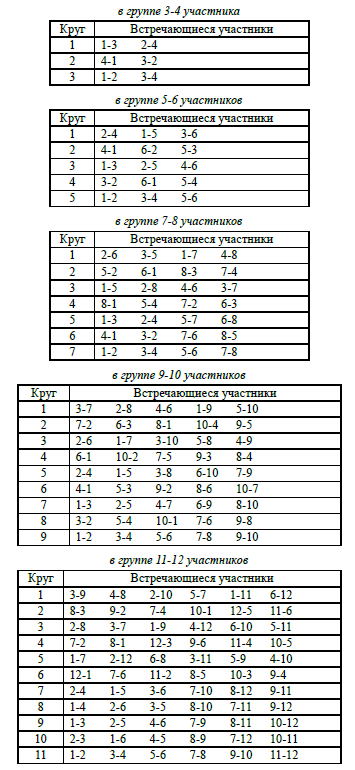 в группе 3-4 участника
Круг Встречающиеся участники
1 1-3 2-4
2 4-1 3-2
3 1-2 3-4
в группе 5-6 участников
Круг Встречающиеся участники
1 2-4 1-5 3-6
2 4-1 6-2 5-3
3 1-3 2-5 4-6
4 3-2 6-1 5-4
5 1-2 3-4 5-6
в группе 7-8 участников
Круг Встречающиеся участники
1 2-6 3-5 1-7 4-8
2 5-2 6-1 8-3 7-4
3 1-5 2-8 4-6 3-7
4 8-1 5-4 7-2 6-3
5 1-3 2-4 5-7 6-8
6 4-1 3-2 7-6 8-5
7 1-2 3-4 5-6 7-8
в группе 9-10 участников
Круг Встречающиеся участники
1 3-7 2-8 4-6 1-9 5-10
2 7-2 6-3 8-1 10-4 9-5
3 2-6 1-7 3-10 5-8 4-9
4 6-1 10-2 7-5 9-3 8-4
5 2-4 1-5 3-8 6-10 7-9
6 4-1 5-3 9-2 8-6 10-7
7 1-3 2-5 4-7 6-9 8-10
8 3-2 5-4 10-1 7-6 9-8
9 1-2 3-4 5-6 7-8 9-10
в группе 11-12 участников
Круг Встречающиеся участники
1 3-9 4-8 2-10 5-7 1-11 6-12
2 8-3 9-2 7-4 10-1 12-5 11-6
3 2-8 3-7 1-9 4-12 6-10 5-11
4 7-2 8-1 12-3 9-6 11-4 10-5
5 1-7 2-12 6-8 3-11 5-9 4-10
6 12-1 7-6 11-2 8-5 10-3 9-4
7 2-4 1-5 3-6 7-10 8-12 9-11
8 1-4 2-6 3-5 8-10 7-11 9-12
9 1-3 2-5 4-6 7-9 8-11 10-12
10 2-3 1-6 4-5 8-9 7-12 10-11
11 1-2 3-4 5-6 7-8 9-10 11-12